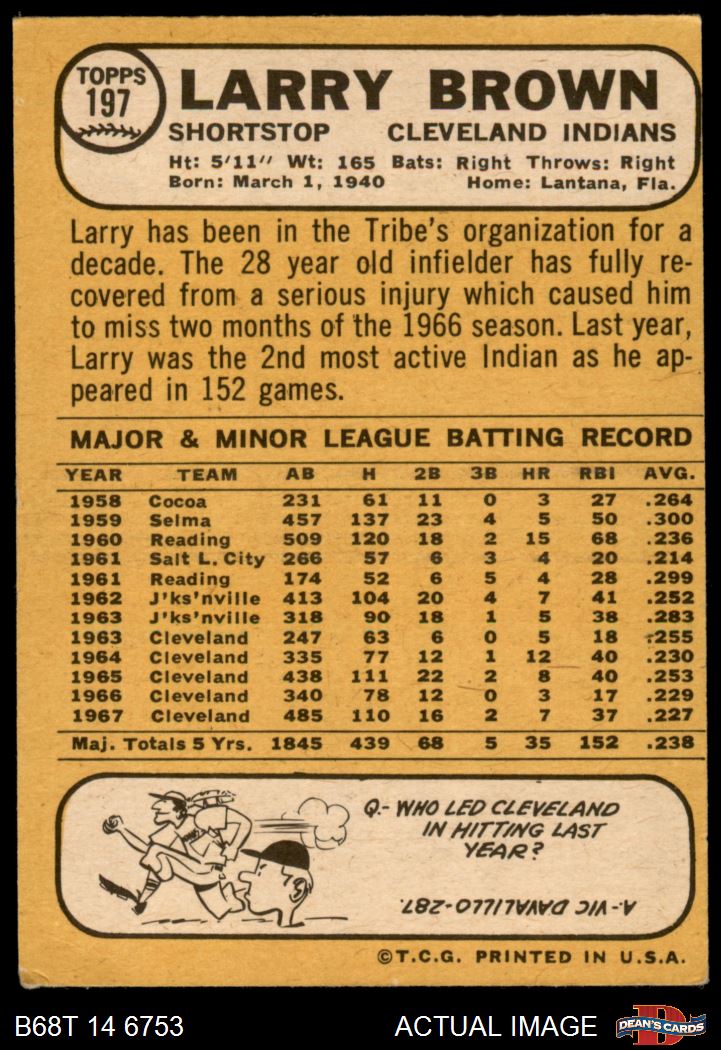 TOPPS
197
LARRY BROWN
SHORTSTOP CLEVELAND INDIANS
Ht: 5'11" Wt: 165 Bats: Right Throws: Right
Born: March 1, 1940 Home: Lantana, Fla.
Larry has been in the Tribe's organization for a
decade. The 28 year old infielder has fully re-
covered from a serious injury which caused him
to miss two months of the 1966 season. Last year,
Larry was the 2nd most active Indian as he ap-
peared in 152 games.
MAJOR & MINOR LEAGUE BATTING RECORD
YEAR TEAM AB H 2B 3B HR RBI AVG.
1958 Cocoa 231 61 11 0 3 27 .264
1959 Selma 457 137 23 4 5 50 .300
1960 Reading 509 120 18 2 15 68 .236
1961 Salt L. City 266 57 6 3 4 20 .214
1961 Reading 174 52 6 5 4 28 .299
1962 J'ks'nville 413 104 20 4 7 41 .252
1963 J'ks'nville 318 90 18 1 5 38 .283
1963 Cleveland 247 63 6 0 5 18 .255
1964 Cleveland 335 77 12 1 12 40 .230
1965 Cleveland 438 111 22 2 8 40 .253
1966 Cleveland 340 78 12 0 3 17 .229
1967 Cleveland 485 110 16 2 7 37 .227
Maj. Totals 5 Yrs. 1845 439 68 5 35 152 .238
Q.- WHO LED CLEVELAND
IN HITTING LAST
YEAR?
A.- VIC DAVALILLO-287.
©T.C.G. PRINTED IN U.S.A.
B68T 14 6753 ACTUAL IMAGE
D
DEAN'S CARDS